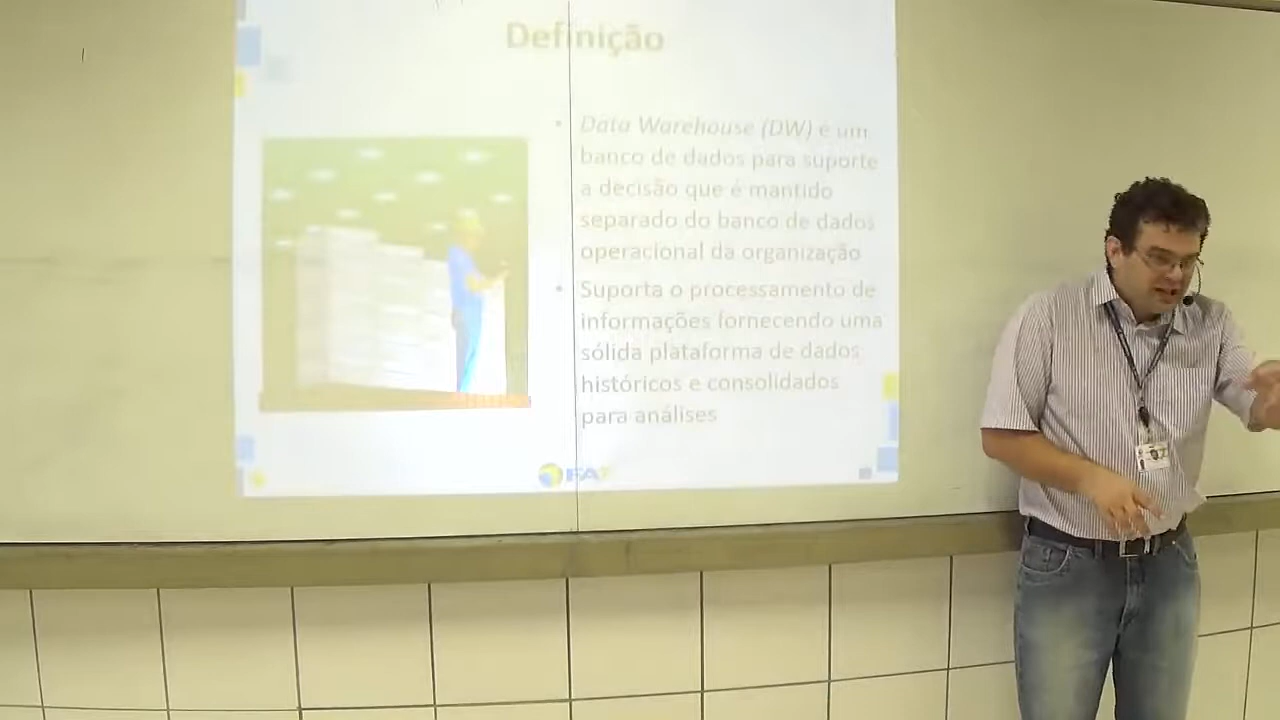 Definição
• Data Warehouse (DW) é um
banco de dados para suporte
a decisão que é mantido
separado do banco de dados
operacional da organização
• Suporta o processamento de
informações fornecendo uma
sólida plataforma de dados
históricos e consolidados
para análises
FA7